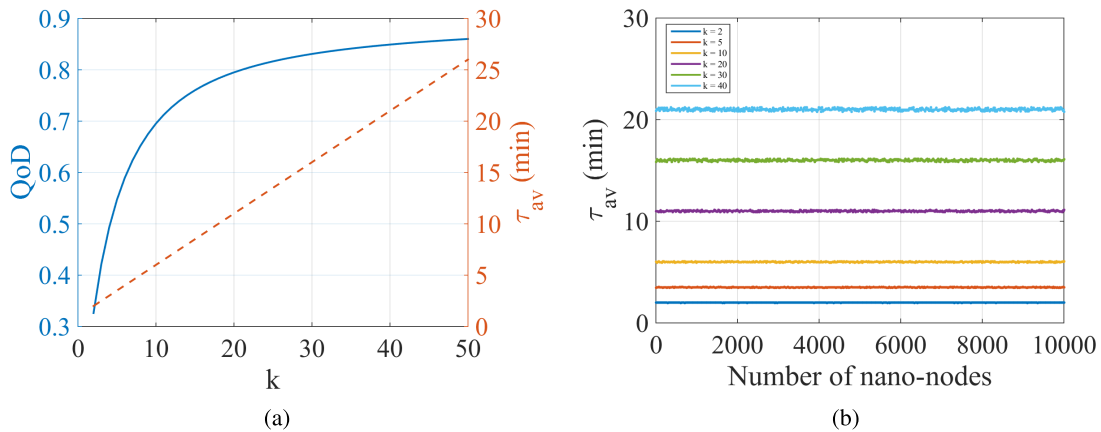 0.9
0.8
0.7
0.6
0.5
0.4
0.3
QoD
0 10 20 30 40 50
k
30
25
20
15
10
5
0
τav (min)
(a)
30
20
10
0
τav (min)
k = 2
k = 5
k = 10
k = 20
k = 30
k = 40
0 2000 4000 6000 8000 10000
Number of nano-nodes
(b)